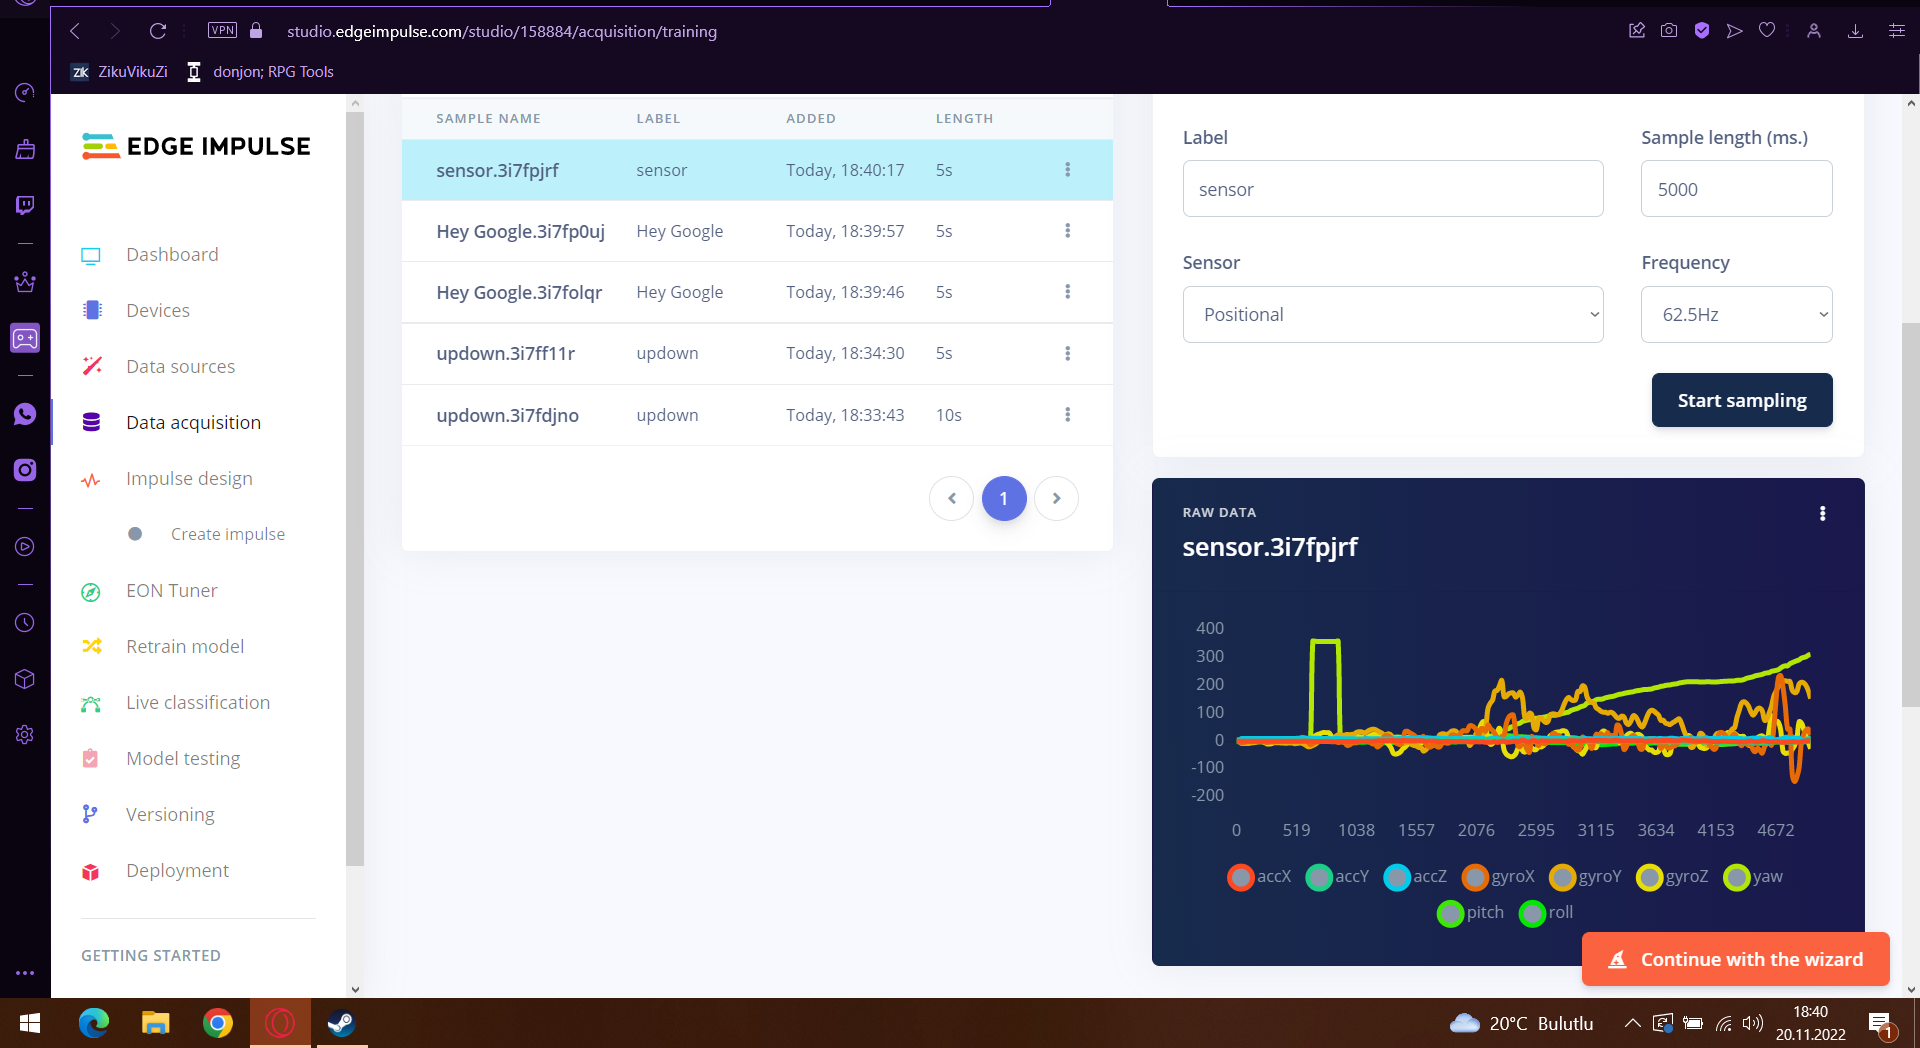 VPN
studio.edgeimpulse.com/studio/158884/acquisition/training
ZiK ZikuVikuZi donjon; RPG Tools
EDGE IMPULSE
Dashboard
Devices
Data sources
Data acquisition
Impulse design
Create impulse
EON Tuner
Retrain model
Live classification
Model testing
Versioning
Deployment
GETTING STARTED
SAMPLE NAME LABEL ADDED LENGTH
sensor.3i7fpjrf sensor Today, 18:40:17 5s
Hey Google.3i7fp0uj Hey Google Today, 18:39:57 5s
Hey Google.3i7folqr Hey Google Today, 18:39:46 5s
updown.3i7ff11r updown Today, 18:34:30 5s
updown.3i7fdjno updown Today, 18:33:43 10s
1
Label Sample length (ms.)
sensor 5000
Sensor Frequency
Positional 62.5Hz
Start sampling
RAW DATA
sensor.3i7fpjrf
400
300
200
100
0
-100
-200
0 519 1038 1557 2076 2595 3115 3634 4153 4672
accX accY accZ gyroX gyroY gyroZ yaw
pitch roll
Continue with the wizard
20°C Bulutlu
18:40
20.11.2022
1